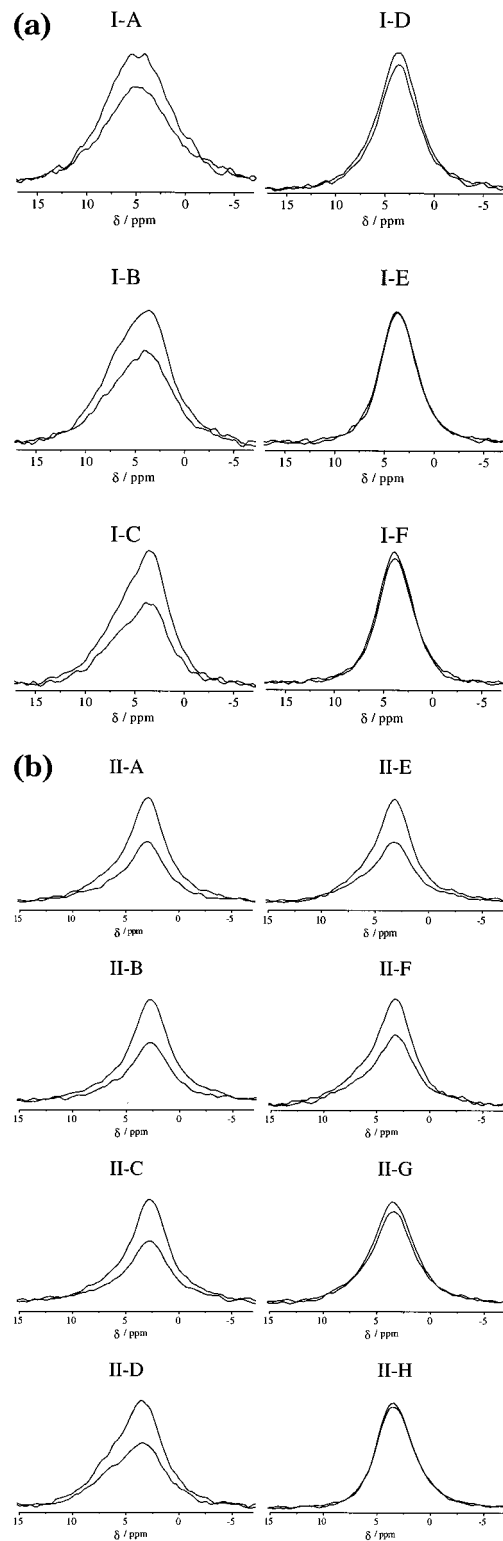 (a)
I-A I-D
15 10 5 0 -5 15 10 5 0 -5
δ / ppm δ / ppm
I-B I-E
15 10 5 0 -5 15 10 5 0 -5
δ / ppm δ / ppm
I-C I-F
15 10 5 0 -5 15 10 5 0 -5
δ / ppm δ / ppm
(b)
II-A II-E
15 10 5 0 -5 15 10 5 0 -5
δ / ppm δ / ppm
II-B II-F
15 10 5 0 -5 15 10 5 0 -5
δ / ppm δ / ppm
II-C II-G
15 10 5 0 -5 15 10 5 0 -5
δ / ppm δ / ppm
II-D II-H
15 10 5 0 -5 15 10 5 0 -5
δ / ppm δ / ppm